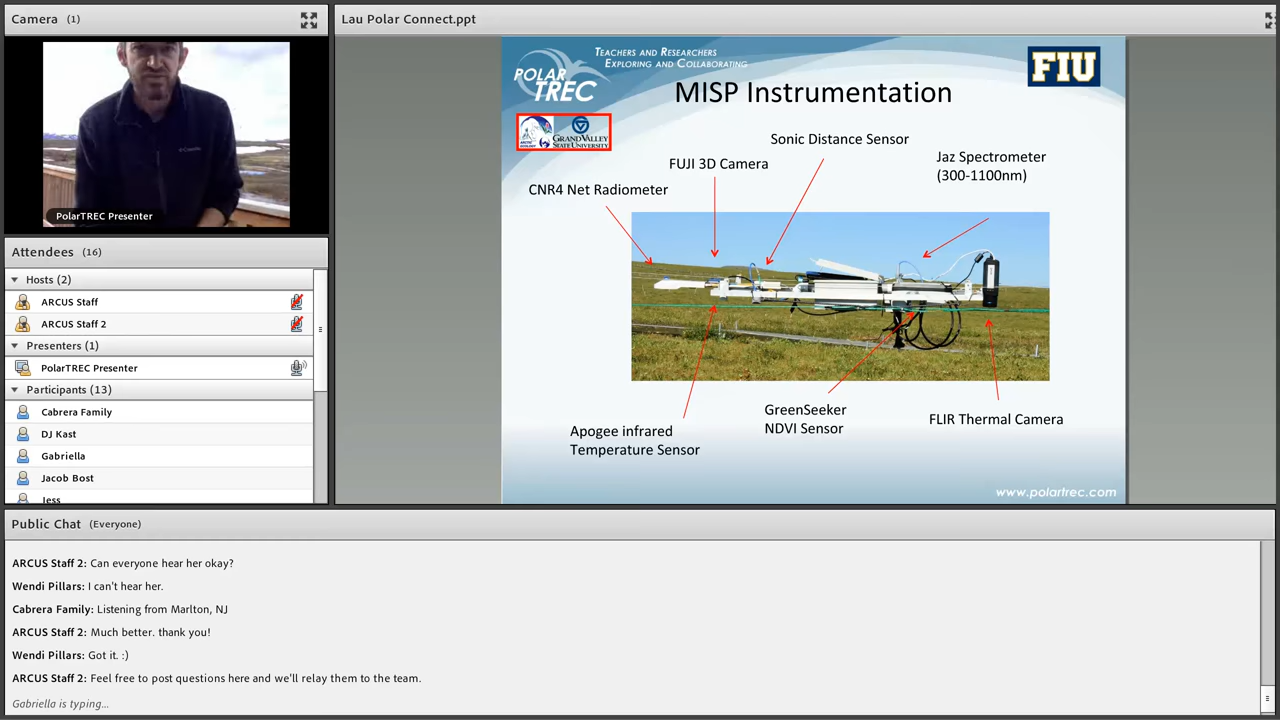 Camera (1)
PolarTREC Presenter
Attendees (16)
Hosts (2)
ARCUS Staff
ARCUS Staff 2
Presenters (1)
PolarTREC Presenter
Participants (13)
Cabrera Family
DJ Kast
Gabriella
Jacob Bost
Jess
Lau Polar Connect.ppt
TEACHERS AND RESEARCHERS
EXPLORING AND COLLABORATING
POLAR
TREC
FIU
MISP Instrumentation
GRANDVALLEY
STATE UNIVERSITY
Sonic Distance Sensor
FUJI 3D Camera
Jaz Spectrometer
(300-1100nm)
CNR4 Net Radiometer
GreenSeeker
NDVI Sensor
FLIR Thermal Camera
Apogee infrared
Temperature Sensor
www.polartrec.com
Public Chat (Everyone)
ARCUS Staff 2: Can everyone hear her okay?
Wendi Pillars: I can't hear her.
Cabrera Family: Listening from Marlton, NJ
ARCUS Staff 2: Much better. thank you!
Wendi Pillars: Got it. :)
ARCUS Staff 2: Feel free to post questions here and we'll relay them to the team.
Gabriella is typing...